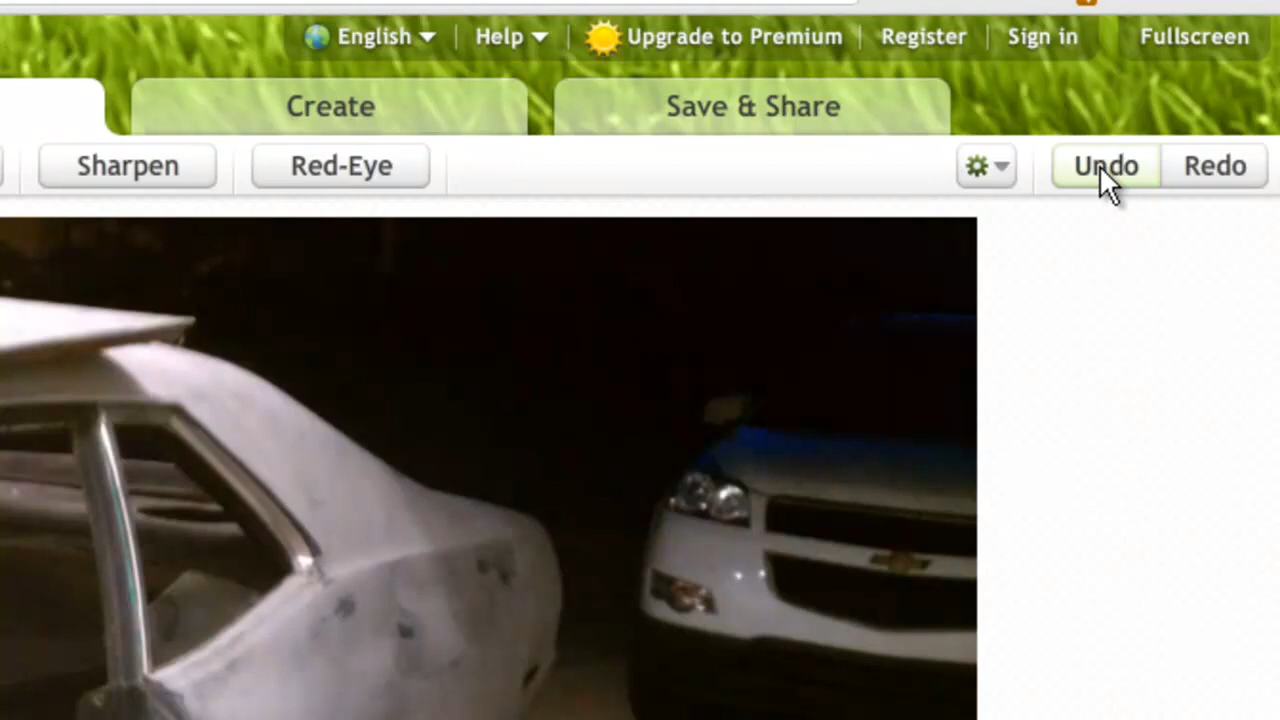 English Help Upgrade to Premium Register Sign in Fullscreen
Create Save & Share
Sharpen Red-Eye Undo Redo